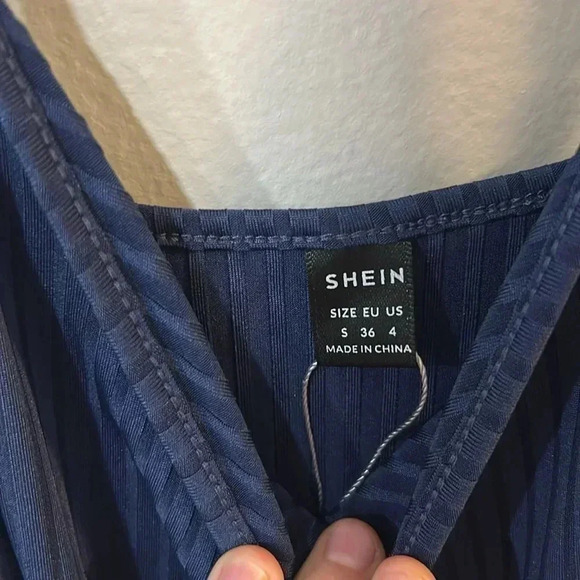 SHEIN
SIZE EU US
S 36 4
MADE IN CHINA